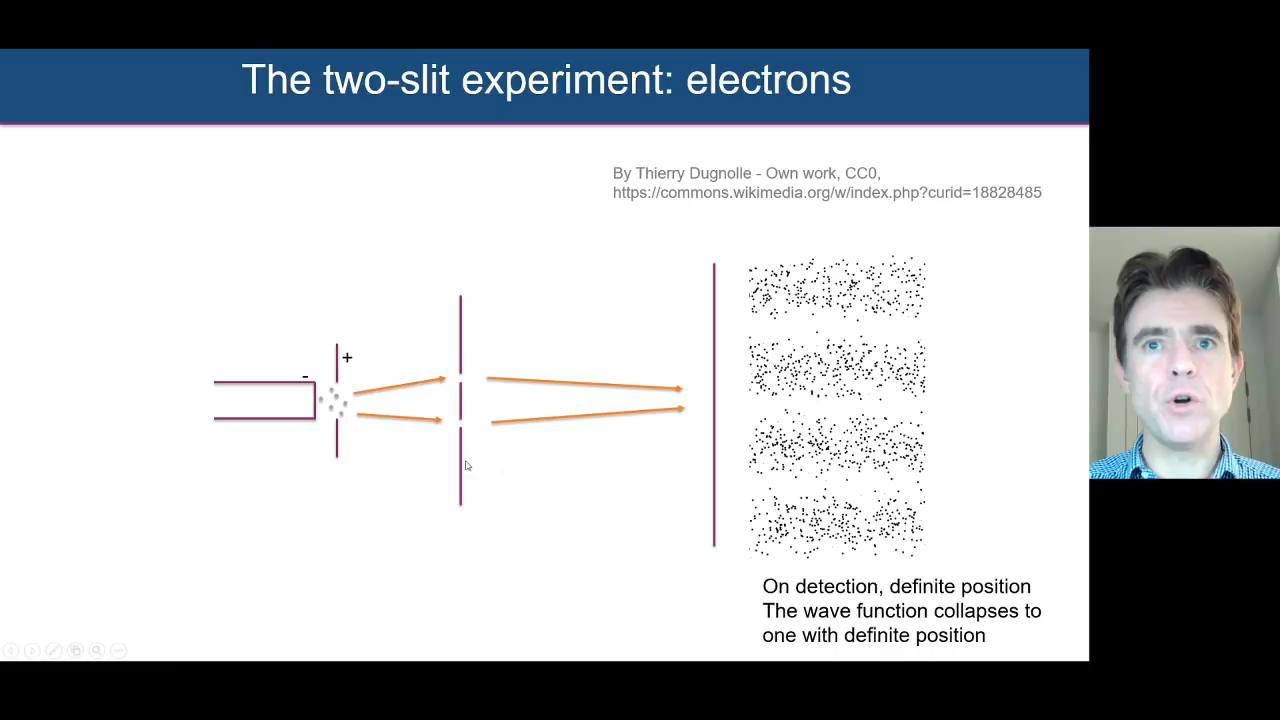 The two-slit experiment: electrons
By Thierry Dugnolle - Own work, CC0,
https://commons.wikimedia.org/w/index.php?curid=18828485
+
-
On detection, definite position
The wave function collapses to
one with definite position